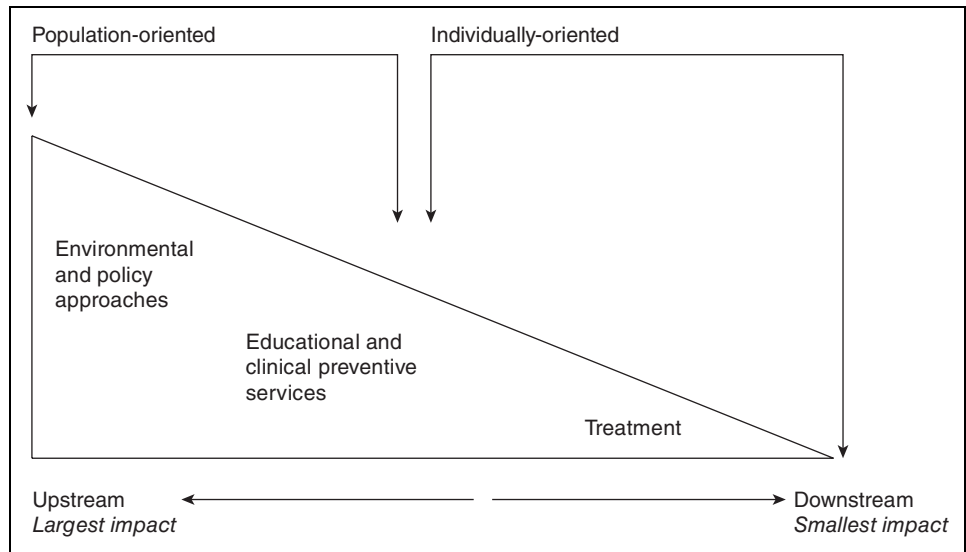 Population-oriented
Individually-oriented
Environmental
and policy
approaches
Educational and
clinical preventive
services
Treatment
Upstream
Largest impact
Downstream
Smallest impact